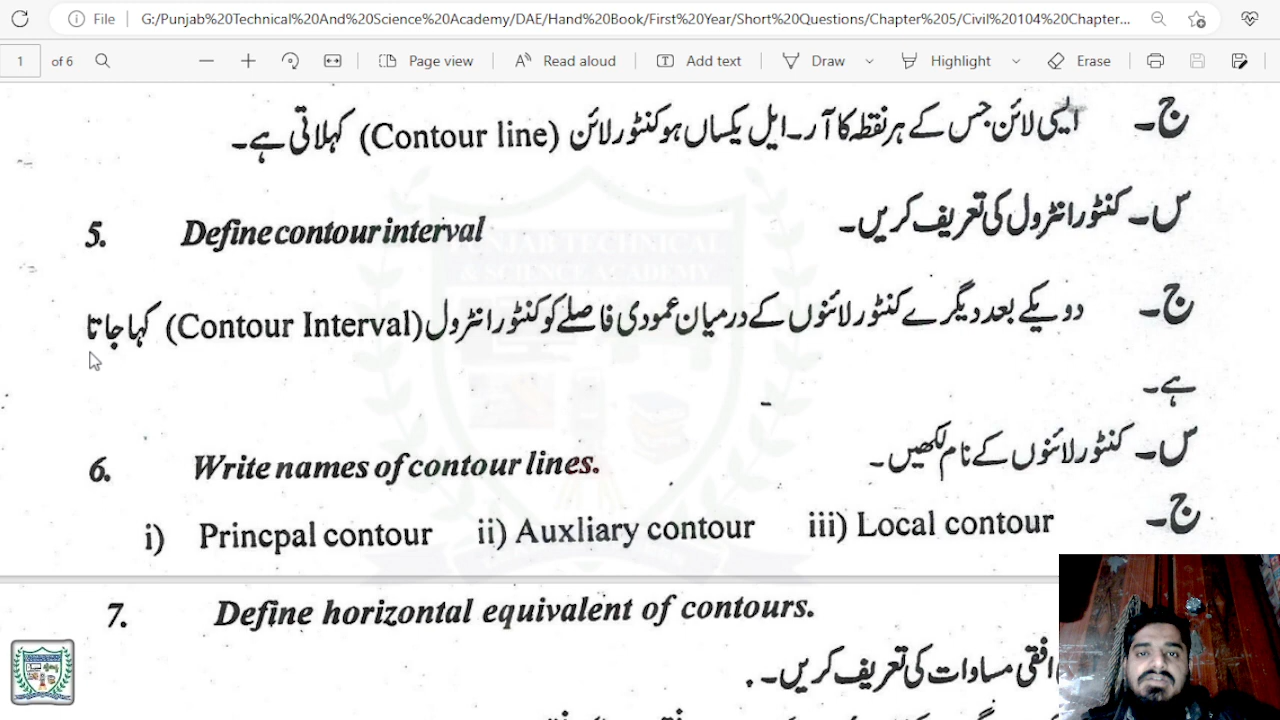 File G:/Punjab%20Technical%20And%20Science%20Academy/DAE/Hand%20Book/First%20Year/Short%20Questions/Chapter%205/Civil%20104%20Chapter...
1 of 6 Page view Read aloud Add text Draw Highlight Erase
ج۔ ایسی لائن جس کے ہر نقطہ کا آر۔ایل یکساں ہو کنٹور لائن (Contour line) کہلاتی ہے۔
5. Define contour interval س۔ کنٹور انٹرول کی تعریف کریں۔
PUNJAB TECHNICAL
& SCIENCE ACADEMY
ج۔ دو یکے بعد دیگرے کنٹور لائنوں کے درمیان عمودی فاصلے کو کنٹور انٹرول (Contour Interval) کہا جاتا
ہے۔
6. Write names of contour lines. س۔ کنٹور لائنوں کے نام لکھیں۔
i) Princpal contour ii) Auxliary contour iii) Local contour ج۔
7. Define horizontal equivalent of contours.
افقی مساوات کی تعریف کریں۔